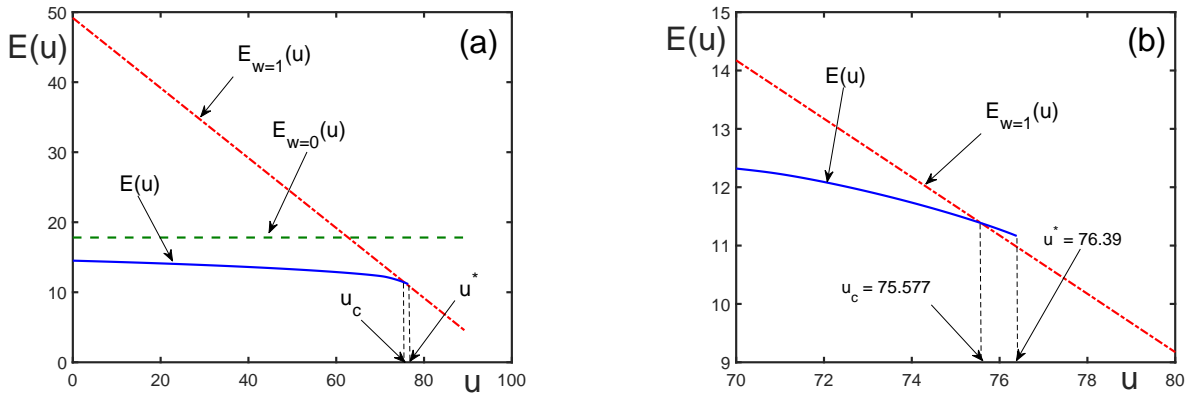 E(u)
50
40
30
20
10
0
0
20
40
60
80
100
u
(a)
E_{w=1}(u)
E_{w=0}(u)
E(u)
u_c
u^*
E(u)
15
14
13
12
11
10
9
70
72
74
76
78
80
u
(b)
E(u)
E_{w=1}(u)
u^* = 76.39
u_c = 75.577